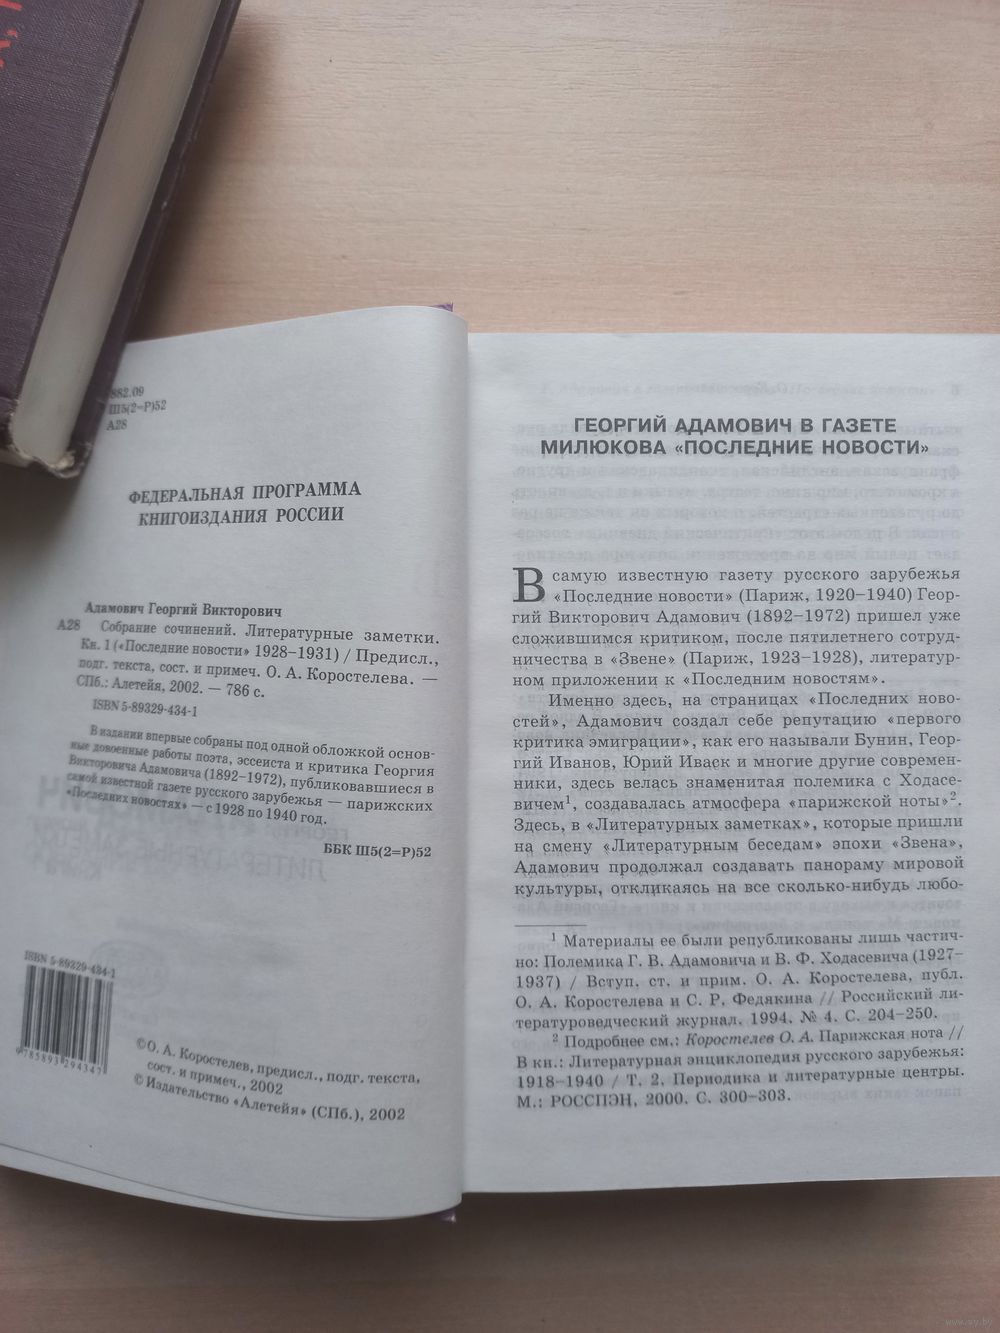 882.09
Ш5(2=Р)52
А28
ФЕДЕРАЛЬНАЯ ПРОГРАММА
КНИГОИЗДАНИЯ РОССИИ
Адамович Георгий Викторович
А28 Собрание сочинений. Литературные заметки.
Кн. 1 («Последние новости» 1928–1931) / Предисл.,
подг. текста, сост. и примеч. О. А. Коростелева. —
СПб.: Алетейя, 2002. — 786 с.
ISBN 5-89329-434-1
В издании впервые собраны под одной обложкой основ-
ные довоенные работы поэта, эссеиста и критика Георгия
Викторовича Адамовича (1892–1972), публиковавшиеся в
самой известной газете русского зарубежья — парижских
«Последних новостях» — с 1928 по 1940 год.
ББК Ш5(2=Р)52
ISBN 5-89329-434-1
9785893294347
© О. А. Коростелев, предисл., подг. текста,
сост. и примеч., 2002
© Издательство «Алетейя» (СПб.), 2002
ГЕОРГИЙ АДАМОВИЧ В ГАЗЕТЕ
МИЛЮКОВА «ПОСЛЕДНИЕ НОВОСТИ»
В самую известную газету русского зарубежья
«Последние новости» (Париж, 1920–1940) Геор-
гий Викторович Адамович (1892–1972) пришел уже
сложившимся критиком, после пятилетнего сотруд-
ничества в «Звене» (Париж, 1923–1928), литератур-
ном приложении к «Последним новостям».
Именно здесь, на страницах «Последних ново-
стей», Адамович создал себе репутацию «первого
критика эмиграции», как его называли Бунин, Геор-
гий Иванов, Юрий Иваск и многие другие современ-
ники, здесь велась знаменитая полемика с Ходасе-
вичем¹, создавалась атмосфера «парижской ноты»².
Здесь, в «Литературных заметках», которые пришли
на смену «Литературным беседам» эпохи «Звена»,
Адамович продолжал создавать панораму мировой
культуры, откликаясь на все сколько-нибудь любо-
¹ Материалы ее были републикованы лишь частич-
но: Полемика Г. В. Адамовича и В. Ф. Ходасевича (1927–
1937) / Вступ. ст. и прим. О. А. Коростелева, публ.
О. А. Коростелева и С. Р. Федякина // Российский ли-
тературоведческий журнал. 1994. № 4. С. 204–250.
² Подробнее см.: Коростелев О. А. Парижская нота //
В кн.: Литературная энциклопедия русского зарубежья:
1918–1940 / Т. 2. Периодика и литературные центры.
М.: РОССПЭН, 2000. С. 300–303.